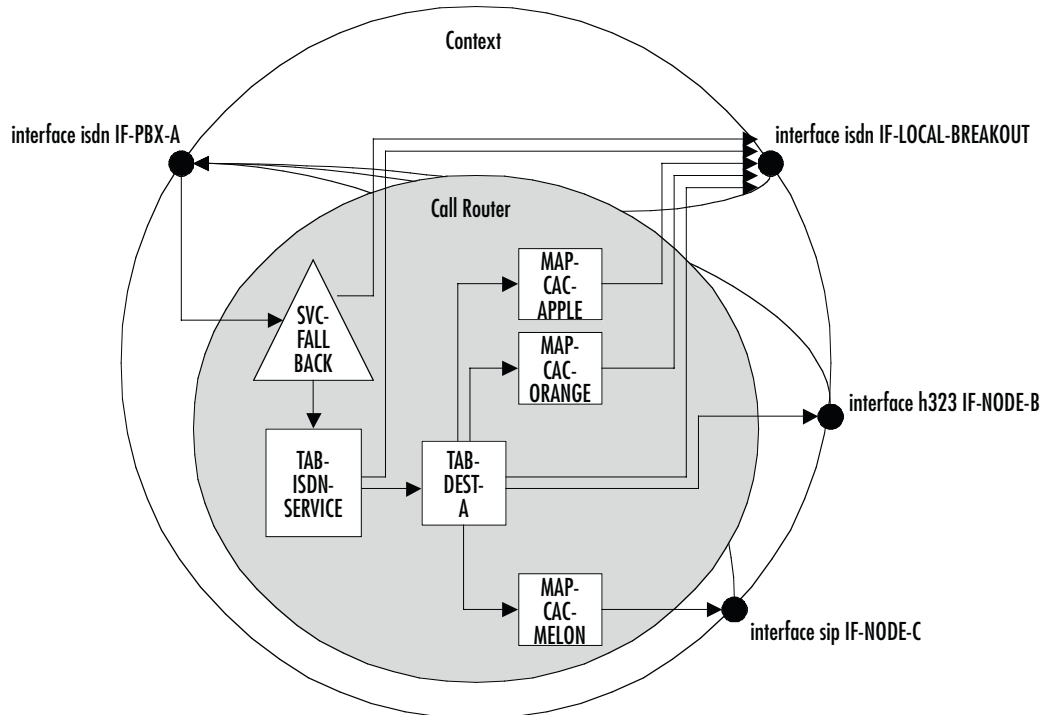 Context
interface isdn IF-PBX-A
interface isdn IF-LOCAL-BREAKOUT
Call Router
MAP-
CAC-
APPLE
SVC-
FALL
BACK
MAP-
CAC-
ORANGE
interface h323 IF-NODE-B
TAB-
ISDN-
SERVICE
TAB-
DEST-
A
MAP-
CAC-
MELON
interface sip IF-NODE-C